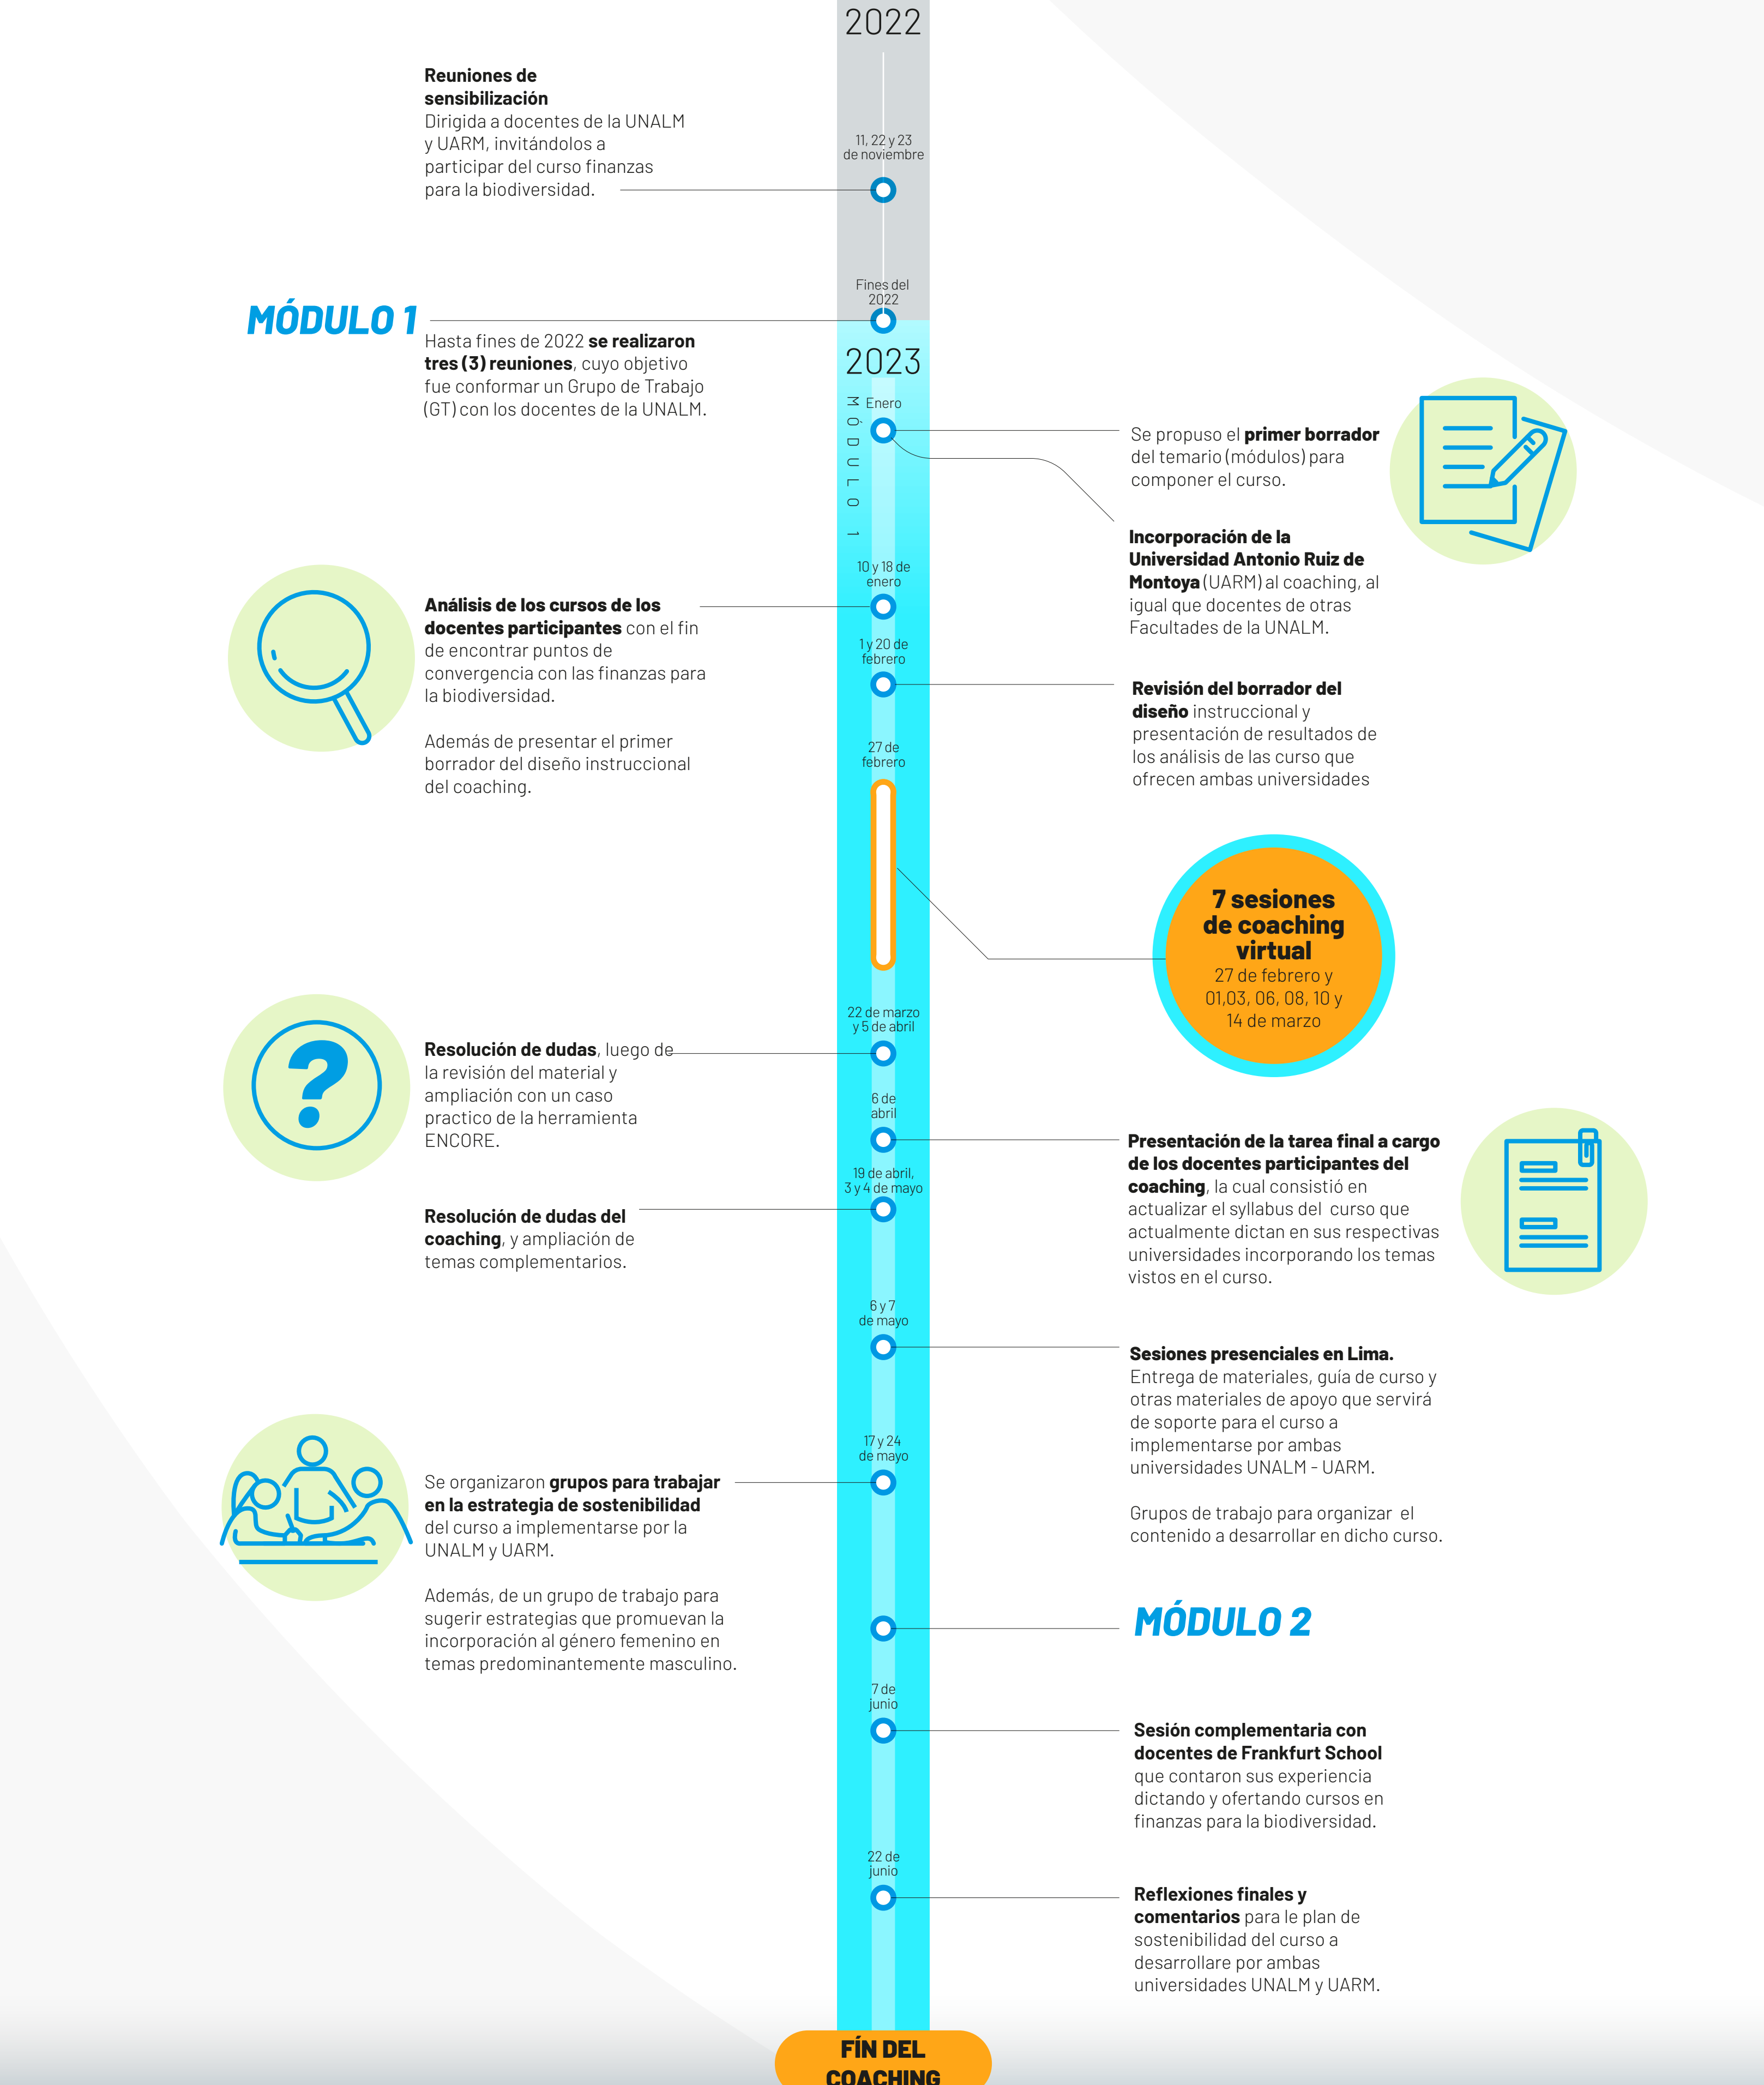 2022
Reuniones de
sensibilización
Dirigida a docentes de la UNALM
y UARM, invitándolos a
participar del curso finanzas
para la biodiversidad.
11, 22 y 23
de noviembre
Fines del
2022
MÓDULO 1
Hasta fines de 2022 se realizaron
tres (3) reuniones, cuyo objetivo
fue conformar un Grupo de Trabajo
(GT) con los docentes de la UNALM.
2023
MÓDULO 1
Enero
Se propuso el primer borrador
del temario (módulos) para
componer el curso.
Incorporación de la
Universidad Antonio Ruiz de
Montoya (UARM) al coaching, al
igual que docentes de otras
Facultades de la UNALM.
10 y 18 de
enero
Análisis de los cursos de los
docentes participantes con el fin
de encontrar puntos de
convergencia con las finanzas para
la biodiversidad.
Además de presentar el primer
borrador del diseño instruccional
del coaching.
1 y 20 de
febrero
Revisión del borrador del
diseño instruccional y
presentación de resultados de
los análisis de las curso que
ofrecen ambas universidades
27 de
febrero
7 sesiones
de coaching
virtual
27 de febrero y
01,03, 06, 08, 10 y
14 de marzo
22 de marzo
y 5 de abril
Resolución de dudas, luego de
la revisión del material y
ampliación con un caso
practico de la herramienta
ENCORE.
6 de
abril
Presentación de la tarea final a cargo
de los docentes participantes del
coaching, la cual consistió en
actualizar el syllabus del curso que
actualmente dictan en sus respectivas
universidades incorporando los temas
vistos en el curso.
19 de abril,
3 y 4 de mayo
Resolución de dudas del
coaching, y ampliación de
temas complementarios.
6 y 7
de mayo
Sesiones presenciales en Lima.
Entrega de materiales, guía de curso y
otras materiales de apoyo que servirá
de soporte para el curso a
implementarse por ambas
universidades UNALM - UARM.
Grupos de trabajo para organizar el
contenido a desarrollar en dicho curso.
17 y 24
de mayo
Se organizaron grupos para trabajar
en la estrategia de sostenibilidad
del curso a implementarse por la
UNALM y UARM.
Además, de un grupo de trabajo para
sugerir estrategias que promuevan la
incorporación al género femenino en
temas predominantemente masculino.
MÓDULO 2
7 de
junio
Sesión complementaria con
docentes de Frankfurt School
que contaron sus experiencia
dictando y ofertando cursos en
finanzas para la biodiversidad.
22 de
junio
Reflexiones finales y
comentarios para le plan de
sostenibilidad del curso a
desarrollare por ambas
universidades UNALM y UARM.
FÍN DEL
COACHING